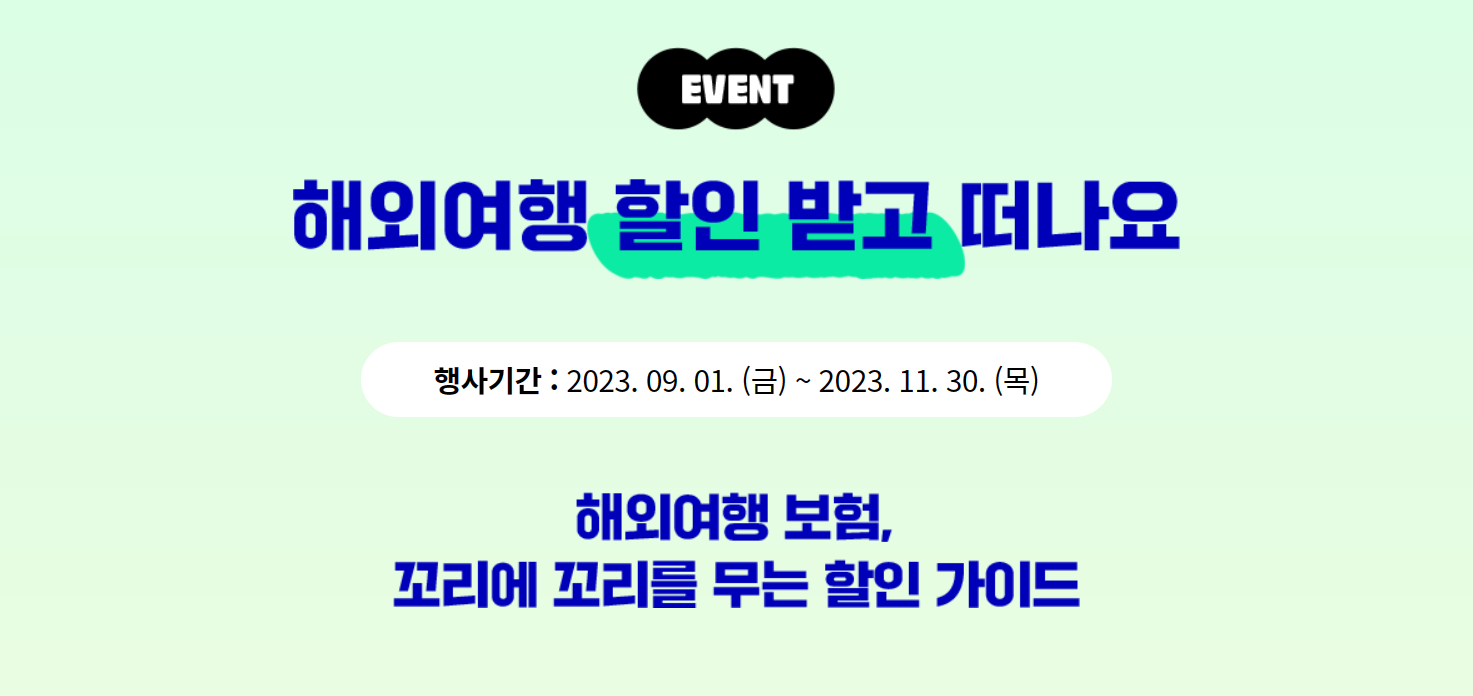 EVENT
해외여행 할인 받고 떠나요
행사기간 : 2023. 09. 01. (금) ~ 2023. 11. 30. (목)
해외여행 보험,
꼬리에 꼬리를 무는 할인 가이드